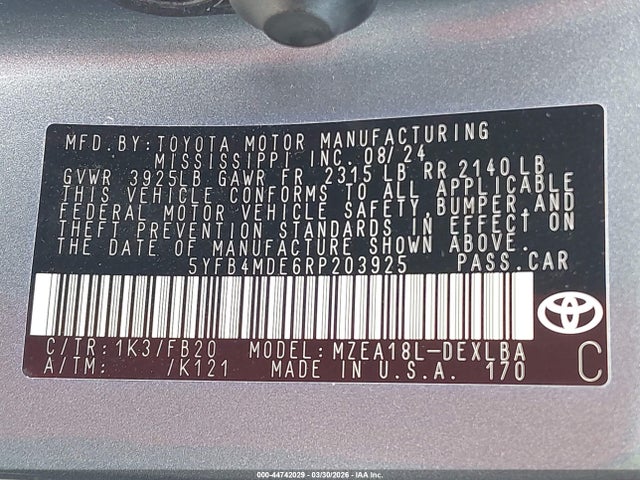 MFD. BY: TOYOTA MOTOR MANUFACTURING
MISSISSIPPI INC. 08/24
GVWR 3925LB GAWR FR 2315 LB RR 2140LB
THIS VEHICLE CONFORMS TO ALL APPLICABLE
FEDERAL MOTOR VEHICLE SAFETY, BUMPER, AND
THEFT PREVENTION STANDARDS IN EFFECT ON
THE DATE OF MANUFACTURE SHOWN ABOVE.
5YFB4MDE6RP203925 PASS.CAR
C/TR: 1K3/FB20 MODEL: MZEA18L-DEXLBA
A/TM: /K121 MADE IN U.S.A. 170 C
000-44742029 | 03/30/2026 | IAA Inc.